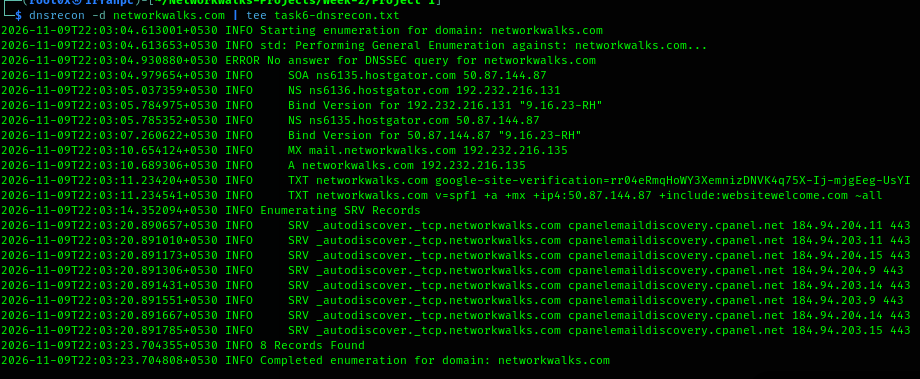 (root㉿irfanpc)-[~/Networkwalks-Projects/Week-2/Project 1]
$ dnsrecon -d networkwalks.com | tee task6-dnsrecon.txt
2026-11-09T22:03:04.613001+0530 INFO Starting enumeration for domain: networkwalks.com
2026-11-09T22:03:04.613653+0530 INFO std: Performing General Enumeration against: networkwalks.com...
2026-11-09T22:03:04.930880+0530 ERROR No answer for DNSSEC query for networkwalks.com
2026-11-09T22:03:04.979654+0530 INFO SOA ns6135.hostgator.com 50.87.144.87
2026-11-09T22:03:05.037359+0530 INFO NS ns6136.hostgator.com 192.232.216.131
2026-11-09T22:03:05.784975+0530 INFO Bind Version for 192.232.216.131 "9.16.23-RH"
2026-11-09T22:03:05.785352+0530 INFO NS ns6135.hostgator.com 50.87.144.87
2026-11-09T22:03:07.260622+0530 INFO Bind Version for 50.87.144.87 "9.16.23-RH"
2026-11-09T22:03:10.654124+0530 INFO MX mail.networkwalks.com 192.232.216.135
2026-11-09T22:03:10.689306+0530 INFO A networkwalks.com 192.232.216.135
2026-11-09T22:03:11.234204+0530 INFO TXT networkwalks.com google-site-verification=rr04eRmqHoWY3XemnizDNVK4q75X-Ij-mjgEeg-UsYI
2026-11-09T22:03:11.234541+0530 INFO TXT networkwalks.com v=spf1 +a +mx +ip4:50.87.144.87 +include:websitewelcome.com ~all
2026-11-09T22:03:14.352094+0530 INFO Enumerating SRV Records
2026-11-09T22:03:20.890657+0530 INFO SRV _autodiscover._tcp.networkwalks.com cpanelemaildiscovery.cpanel.net 184.94.204.11 443
2026-11-09T22:03:20.891010+0530 INFO SRV _autodiscover._tcp.networkwalks.com cpanelemaildiscovery.cpanel.net 184.94.203.11 443
2026-11-09T22:03:20.891173+0530 INFO SRV _autodiscover._tcp.networkwalks.com cpanelemaildiscovery.cpanel.net 184.94.204.15 443
2026-11-09T22:03:20.891306+0530 INFO SRV _autodiscover._tcp.networkwalks.com cpanelemaildiscovery.cpanel.net 184.94.204.9 443
2026-11-09T22:03:20.891431+0530 INFO SRV _autodiscover._tcp.networkwalks.com cpanelemaildiscovery.cpanel.net 184.94.203.14 443
2026-11-09T22:03:20.891551+0530 INFO SRV _autodiscover._tcp.networkwalks.com cpanelemaildiscovery.cpanel.net 184.94.203.9 443
2026-11-09T22:03:20.891667+0530 INFO SRV _autodiscover._tcp.networkwalks.com cpanelemaildiscovery.cpanel.net 184.94.204.14 443
2026-11-09T22:03:20.891785+0530 INFO SRV _autodiscover._tcp.networkwalks.com cpanelemaildiscovery.cpanel.net 184.94.203.15 443
2026-11-09T22:03:23.704355+0530 INFO 8 Records Found
2026-11-09T22:03:23.704808+0530 INFO Completed enumeration for domain: networkwalks.com